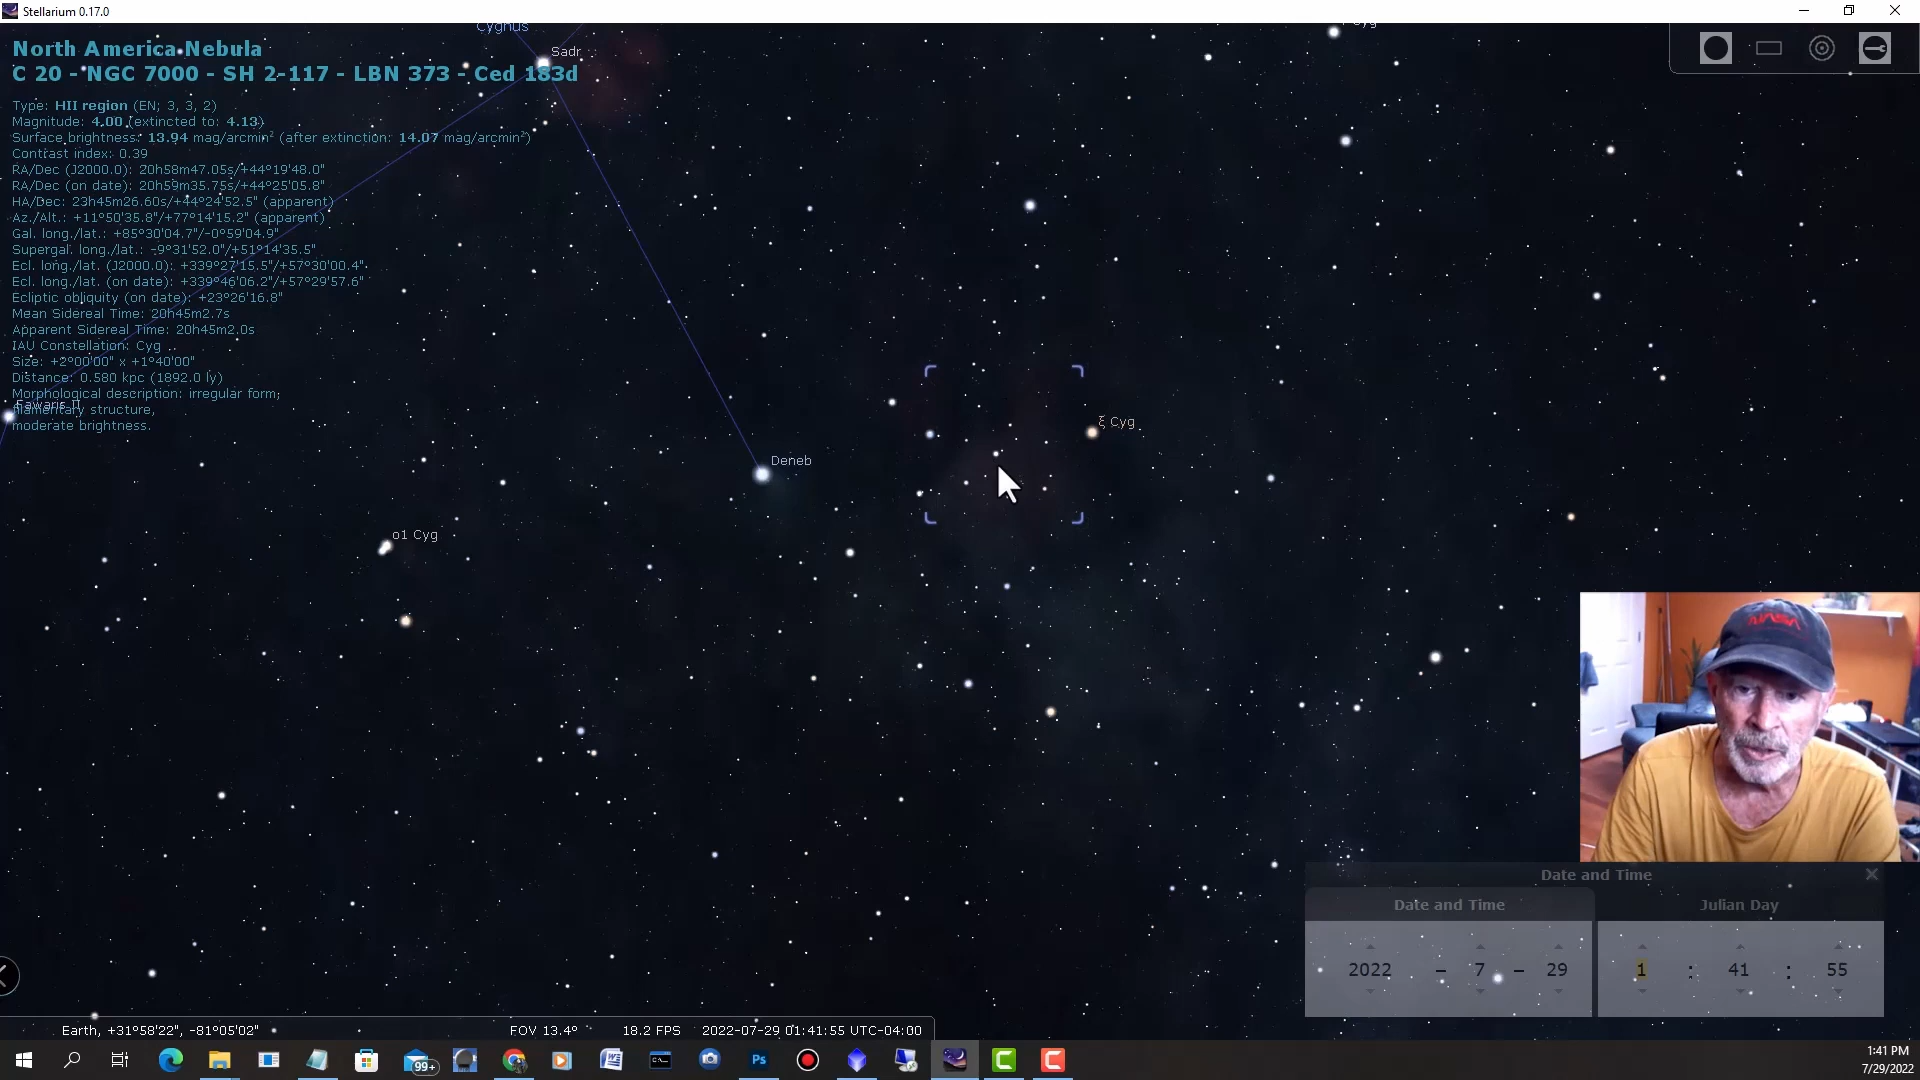 Stellarium 0.17.0
Cygnus
Sadr
North America Nebula
C 20 - NGC 7000 - SH 2-117 - LBN 373 - Ced 183d
Type: HII region (EN; 3, 3, 2)
Magnitude: 4.00 (extincted to: 4.13)
Surface brightness: 13.94 mag/arcmin² (after extinction: 14.07 mag/arcmin²)
Contrast index: 0.39
RA/Dec (J2000.0): 20h58m47.05s/+44°19'48.0"
RA/Dec (on date): 20h59m35.75s/+44°25'05.8"
HA/Dec: 23h45m26.60s/+44°24'52.5" (apparent)
Az./Alt.: +11°50'35.8"/+77°14'15.2" (apparent)
Gal. long./lat.: +85°30'04.7"/-0°59'04.9"
Supergal. long./lat.: -9°31'52.0"/+51°14'35.5"
Ecl. long./lat. (J2000.0): +339°27'15.5"/+57°30'00.4"
Ecl. long./lat. (on date): +339°46'06.2"/+57°29'57.6"
Ecliptic obliquity (on date): +23°26'16.8"
Mean Sidereal Time: 20h45m2.7s
Apparent Sidereal Time: 20h45m2.0s
IAU Constellation: Cyg
Size: +2°00'00" x +1°40'00"
Distance: 0.580 kpc (1892.0 ly)
Morphological description: irregular form,
Fawaris II
filamentary structure,
moderate brightness.
ξ Cyg
Deneb
o1 Cyg
NASA
Date and Time
Date and Time
Julian Day
2022 - 7 - 29
1 : 41 : 55
Earth, +31°58'22", -81°05'02"
FOV 13.4°
18.2 FPS
2022-07-29 01:41:55 UTC-04:00
99+
Ps
1:41 PM
7/29/2022